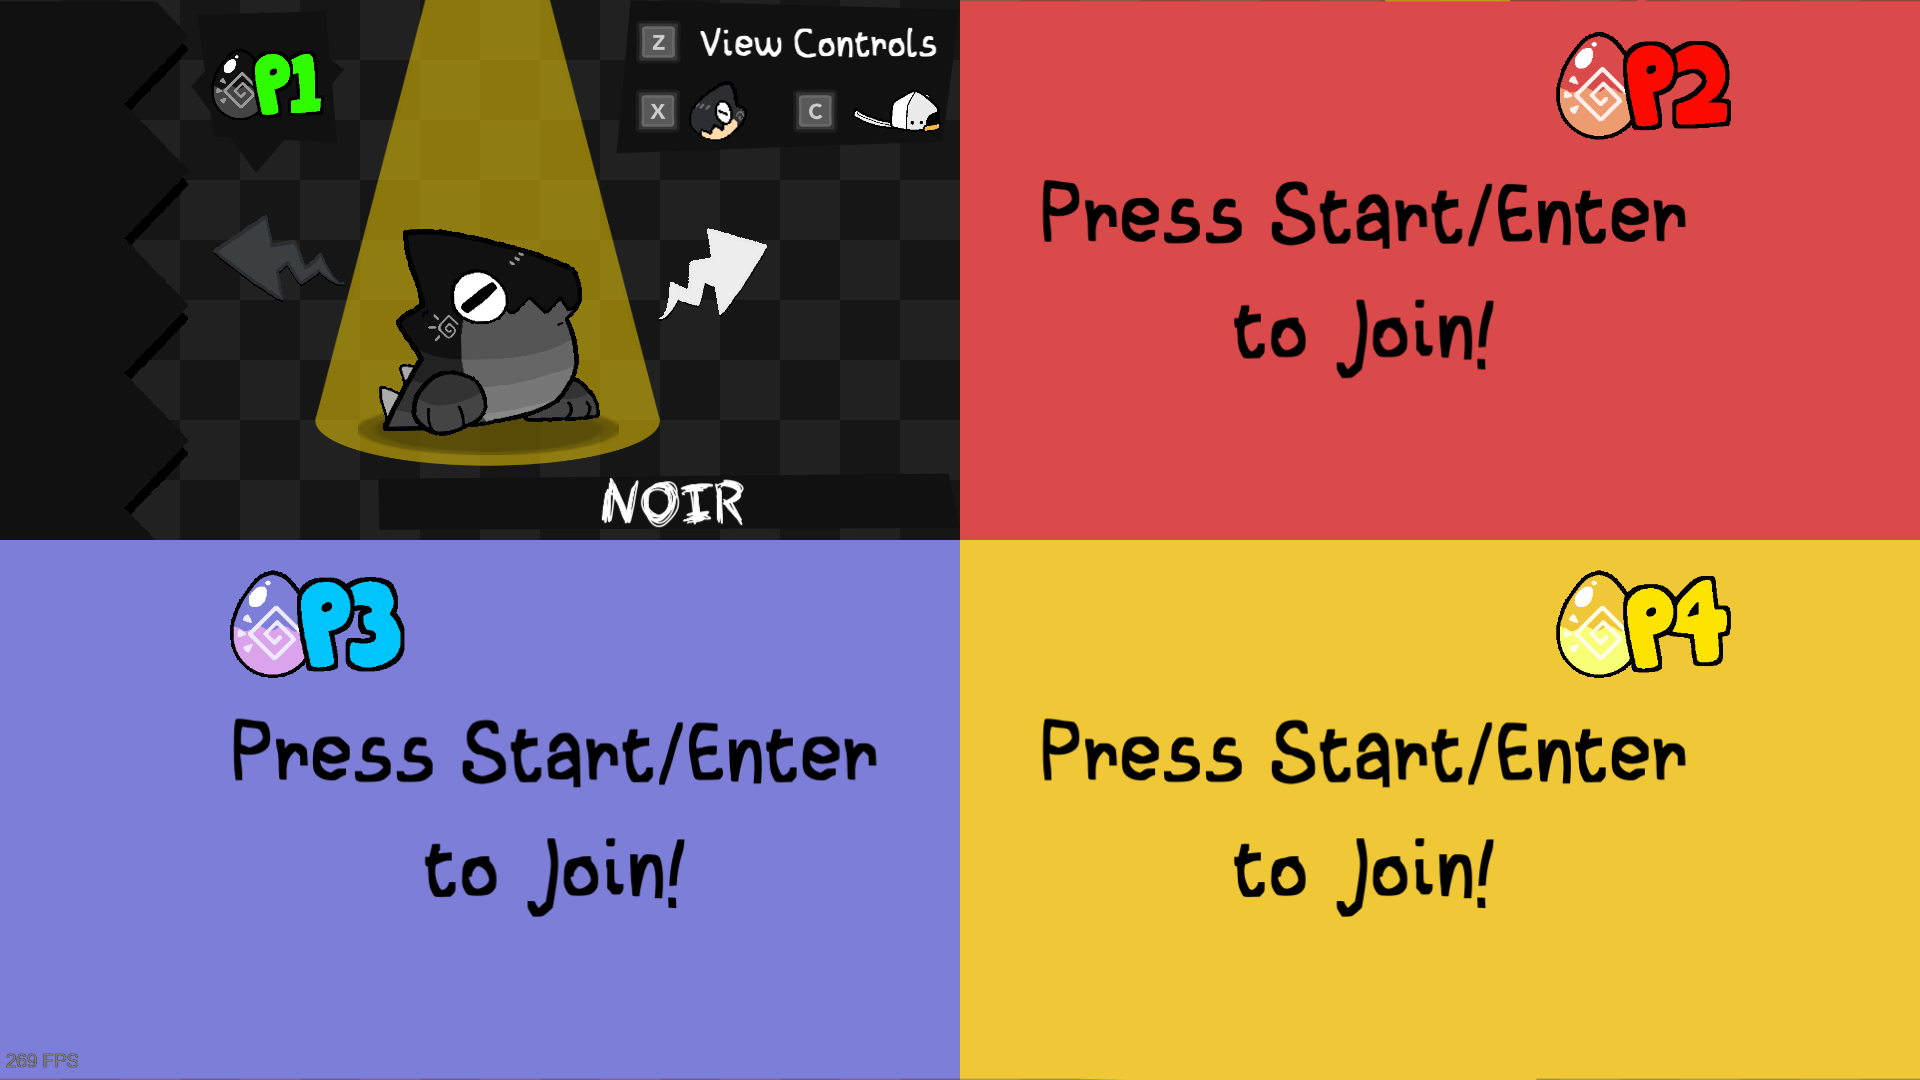 P1
Z View Controls
X C
NOIR
P2
Press Start/Enter
to Join!
P3
Press Start/Enter
to Join!
P4
Press Start/Enter
to Join!
269 FPS